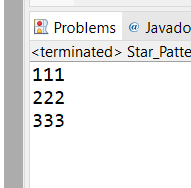 Problems @ Javado
<terminated> Star_Patte
111
222
333